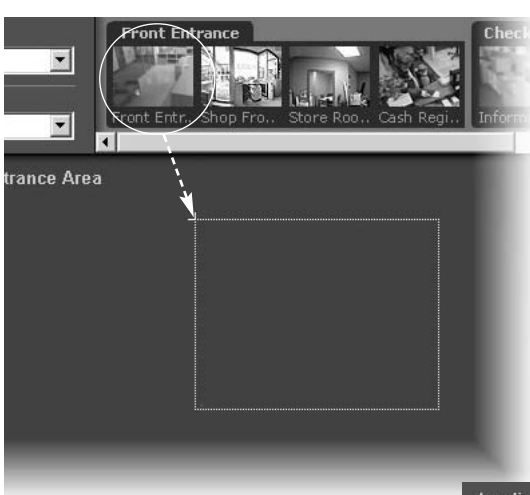 Front Entrance
Check
Front Entr..
Shop Fro..
Store Roo..
Cash Regi..
Inform
trance Area